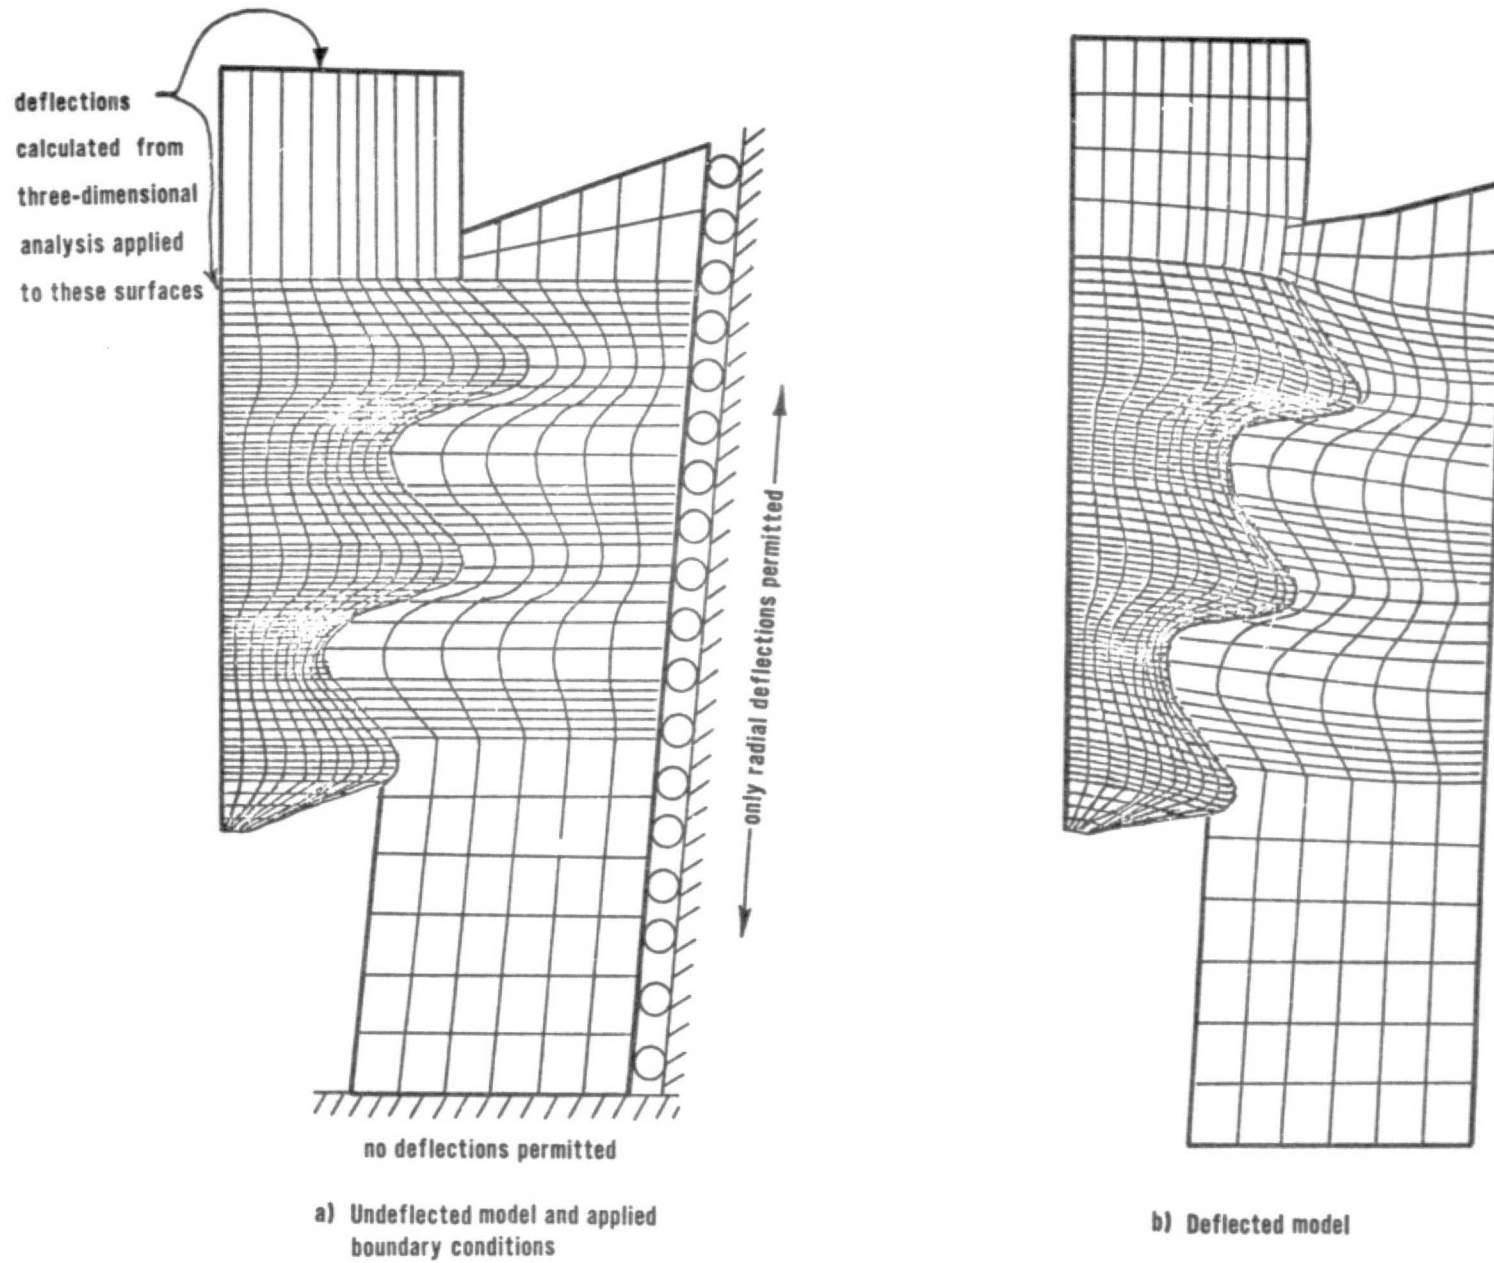 deflections
calculated from
three-dimensional
analysis applied
to these surfaces
only radial deflections permitted
no deflections permitted
a) Undeflected model and applied
boundary conditions
b) Deflected model